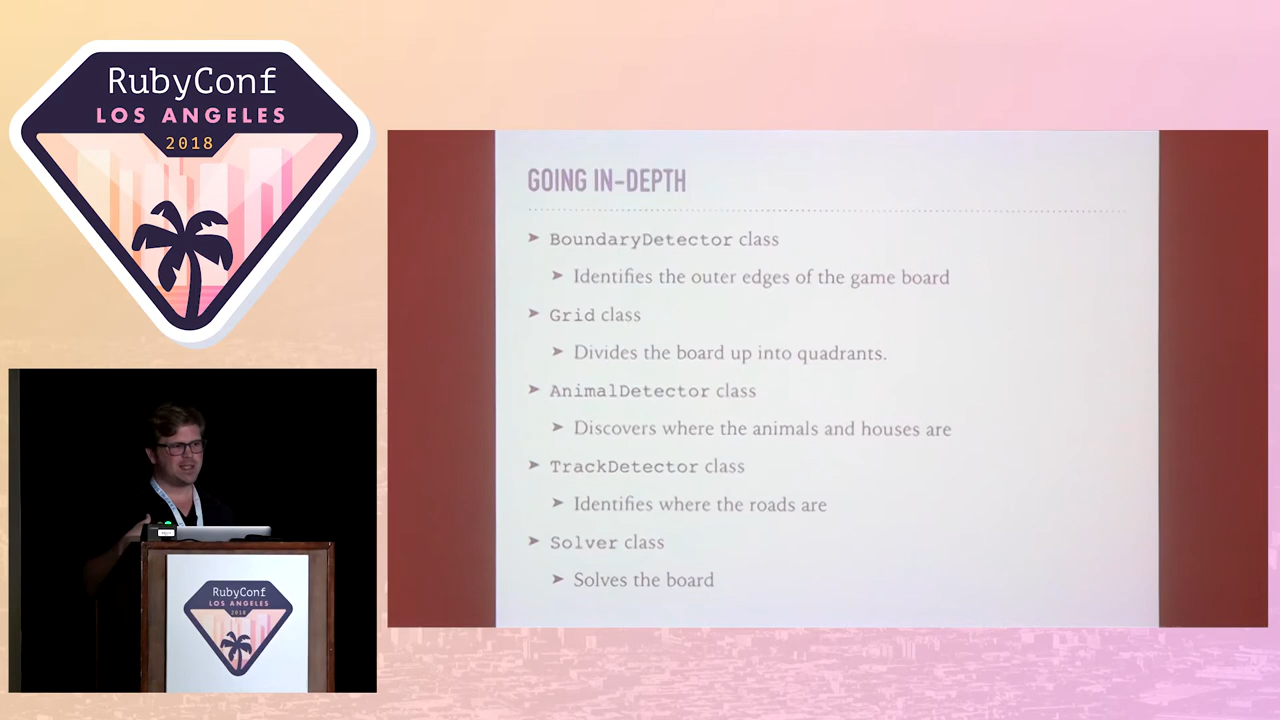 RubyConf
LOS ANGELES
2018
GOING IN-DEPTH
➤ BoundaryDetector class
➤ Identifies the outer edges of the game board
➤ Grid class
➤ Divides the board up into quadrants.
➤ AnimalDetector class
➤ Discovers where the animals and houses are
➤ TrackDetector class
➤ Identifies where the roads are
➤ Solver class
➤ Solves the board
RubyConf
LOS ANGELES
2018